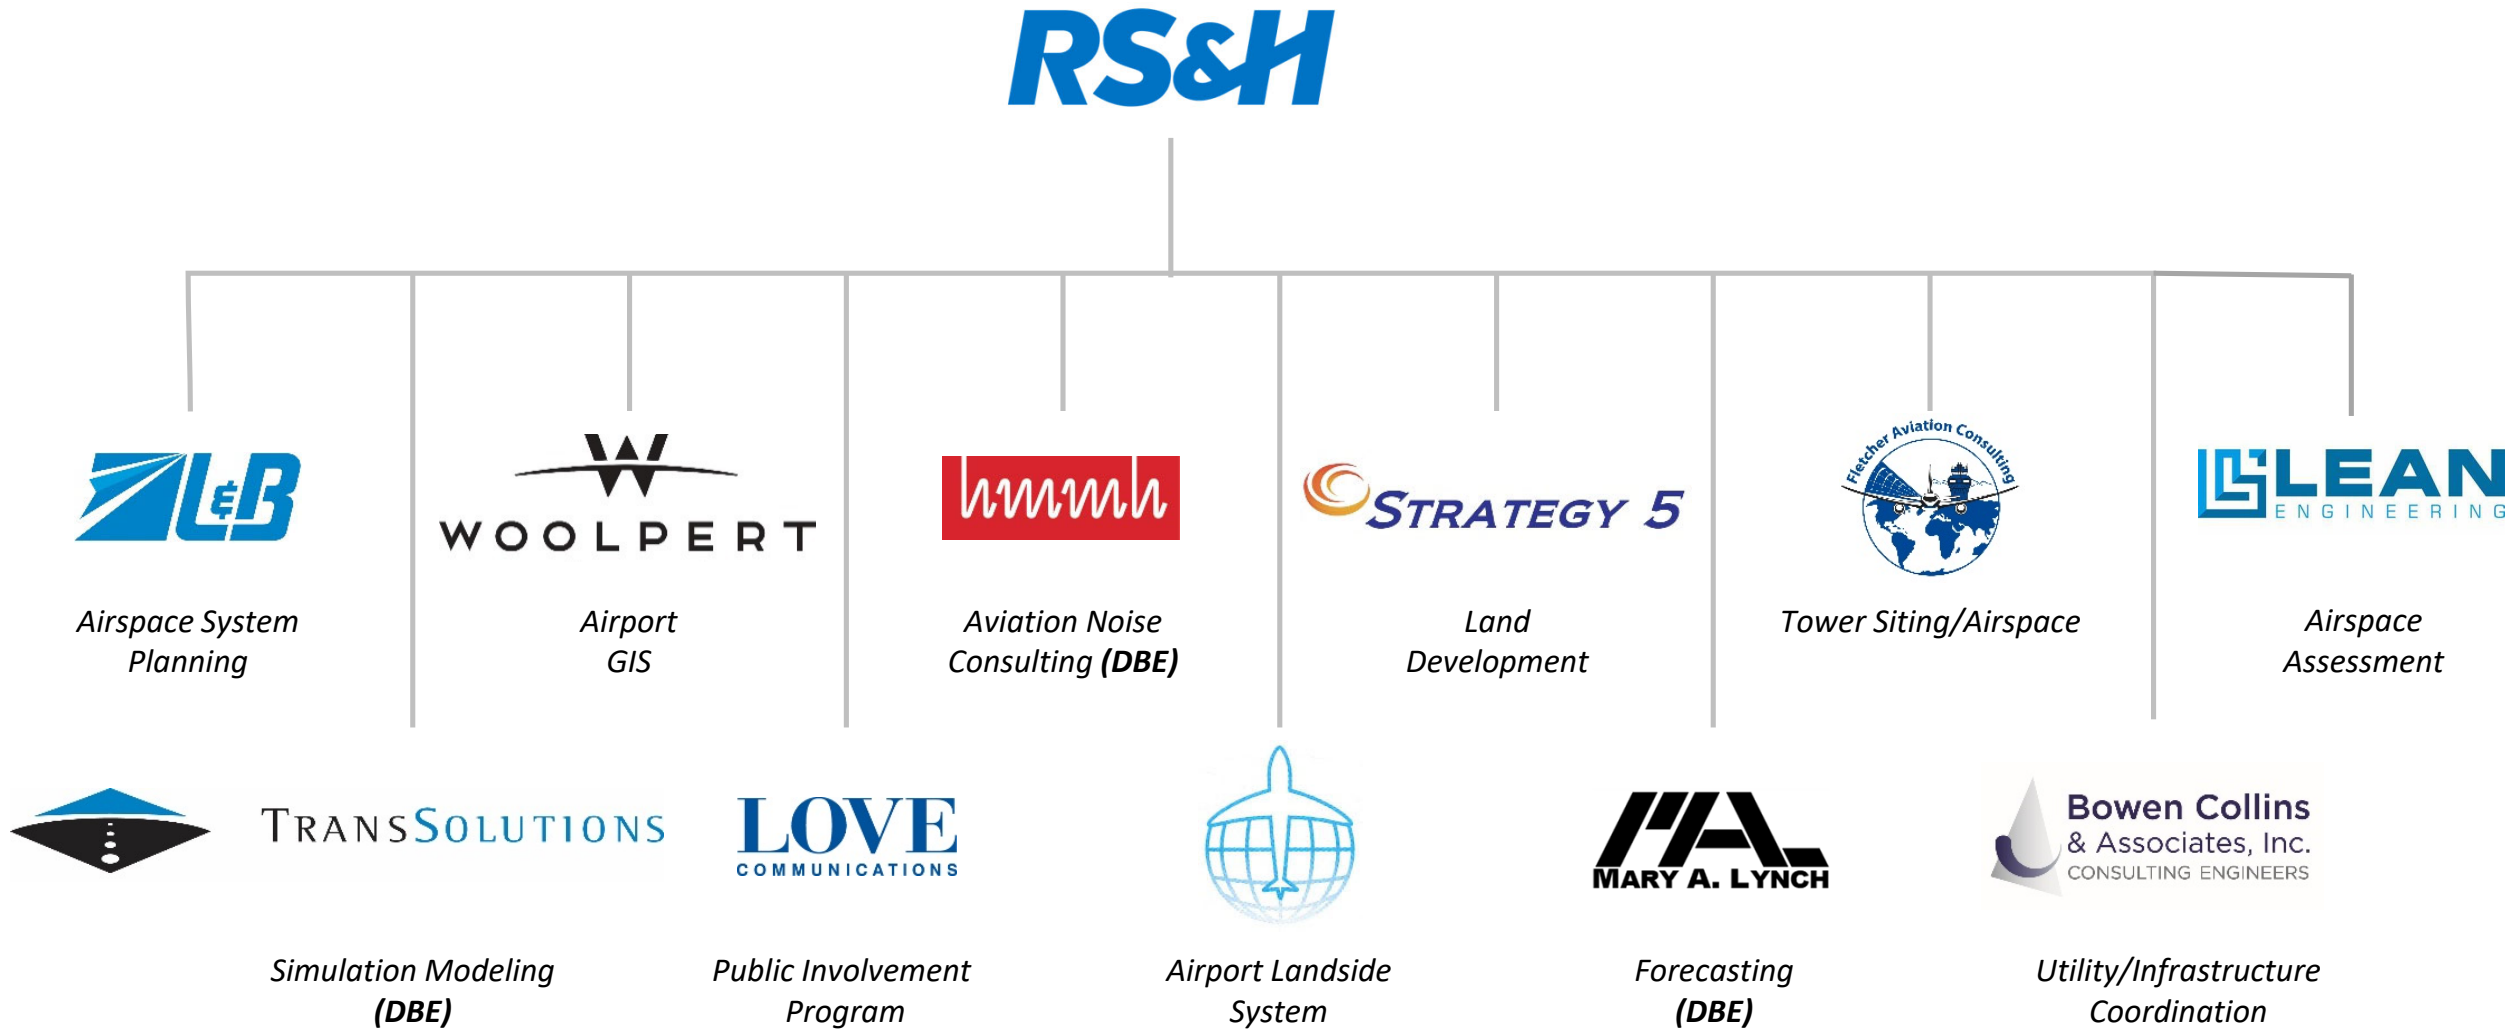 RS&H
L&B
WOOLPERT
hmmh
STRATEGY 5
Fletcher Aviation Consulting
LEAN
ENGINEERING
Airspace System
Planning
Airport
GIS
Aviation Noise
Consulting (DBE)
Land
Development
Tower Siting/Airspace
Airspace
Assessment
TRANSSOLUTIONS
LOVE
COMMUNICATIONS
MAL
MARY A. LYNCH
Bowen Collins
& Associates, Inc.
CONSULTING ENGINEERS
Simulation Modeling
(DBE)
Public Involvement
Program
Airport Landside
System
Forecasting
(DBE)
Utility/Infrastructure
Coordination